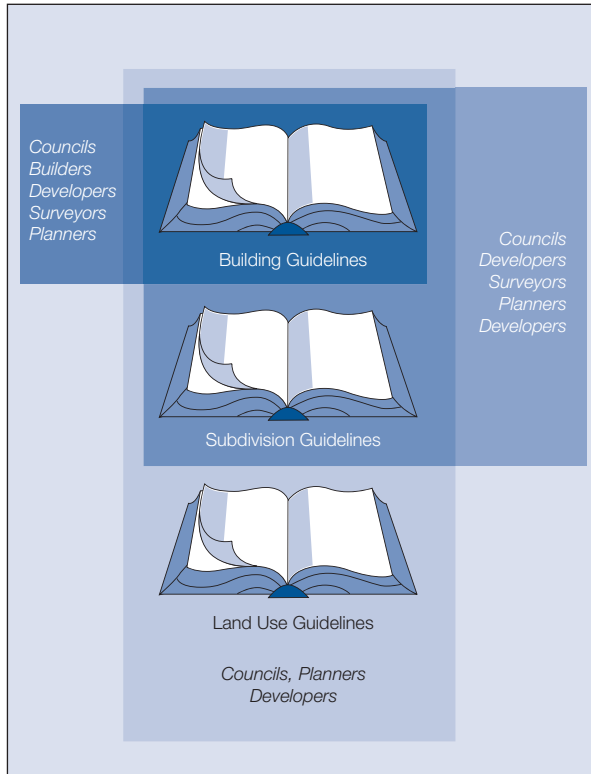 Councils
Builders
Developers
Surveyors
Planners
Building Guidelines
Councils
Developers
Surveyors
Planners
Developers
Subdivision Guidelines
Land Use Guidelines
Councils, Planners
Developers